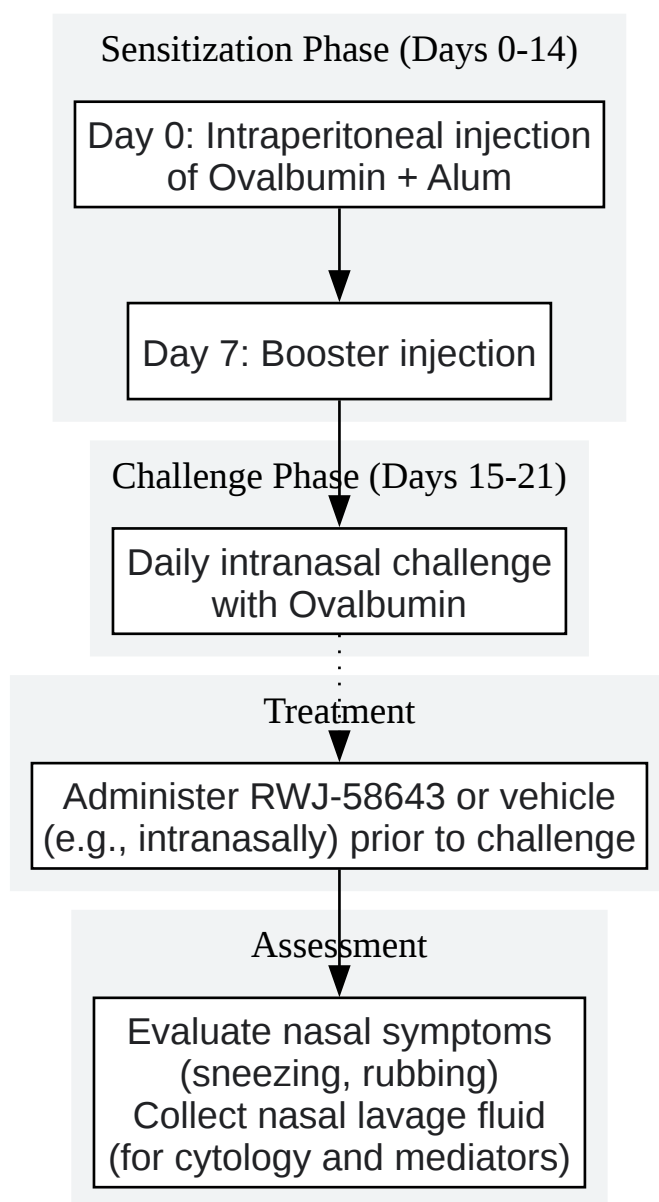 Sensitization Phase (Days 0-14)
Day 0: Intraperitoneal injection
of Ovalbumin + Alum
Day 7: Booster injection
Challenge Phase (Days 15-21)
Daily intranasal challenge
with Ovalbumin
Treatment
Administer RWJ-58643 or vehicle
(e.g., intranasally) prior to challenge
Assessment
Evaluate nasal symptoms
(sneezing, rubbing)
Collect nasal lavage fluid
(for cytology and mediators)